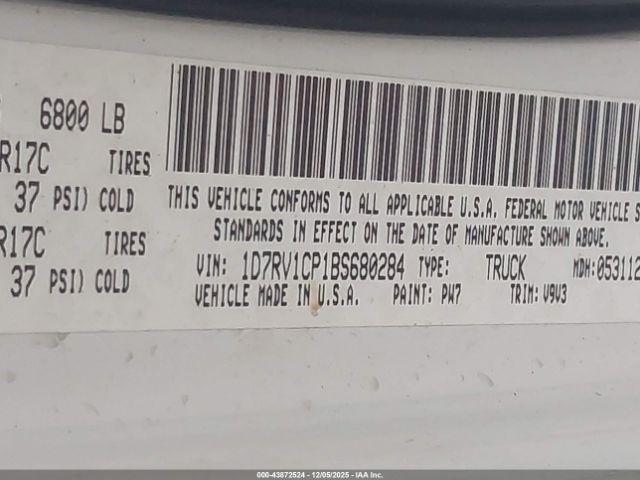 6800 LB
R17C TIRES
37 PSI) COLD
R17C TIRES
37 PSI) COLD
THIS VEHICLE CONFORMS TO ALL APPLICABLE U.S.A. FEDERAL MOTOR VEHICLE S
STANDARDS IN EFFECT ON THE DATE OF MANUFACTURE SHOWN ABOVE.
VIN: 1D7RV1CP1BS680284 TYPE: TRUCK MDH:053112
VEHICLE MADE IN U.S.A. PAINT: PW7 TRIM: V9V3
000-43872524 - 12/05/2025 - IAA Inc.